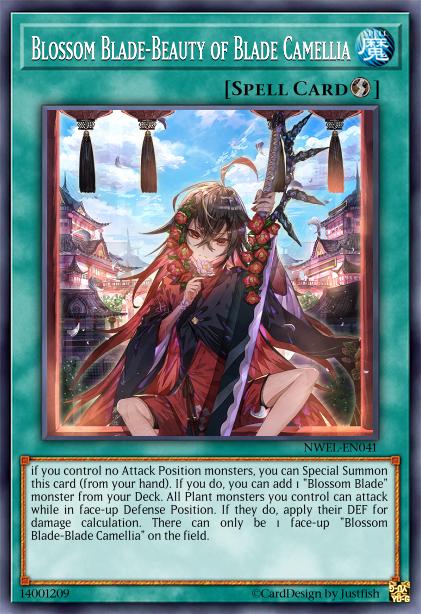 Blossom Blade-Beauty of Blade Camellia
SPELL
魔
[Spell Card]
NWEL-EN041
if you control no Attack Position monsters, you can Special Summon
this card (from your hand). If you do, you can add 1 "Blossom Blade"
monster from your Deck. All Plant monsters you control can attack
while in face-up Defense Position. If they do, apply their DEF for
damage calculation. There can only be 1 face-up "Blossom
Blade-Blade Camellia" on the field.
14001209
©CardDesign by Justfish